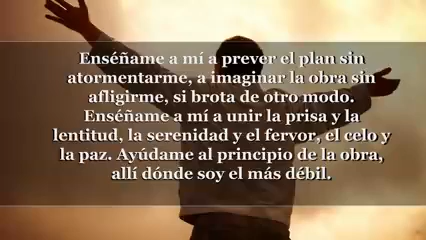 Enséñame a mí a prever el plan sin
atormentarme, a imaginar la obra sin
afligirme, si brota de otro modo.
Enséñame a mí a unir la prisa y la
lentitud, la serenidad y el fervor, el celo y
la paz. Ayúdame al principio de la obra,
allí dónde soy el más débil.